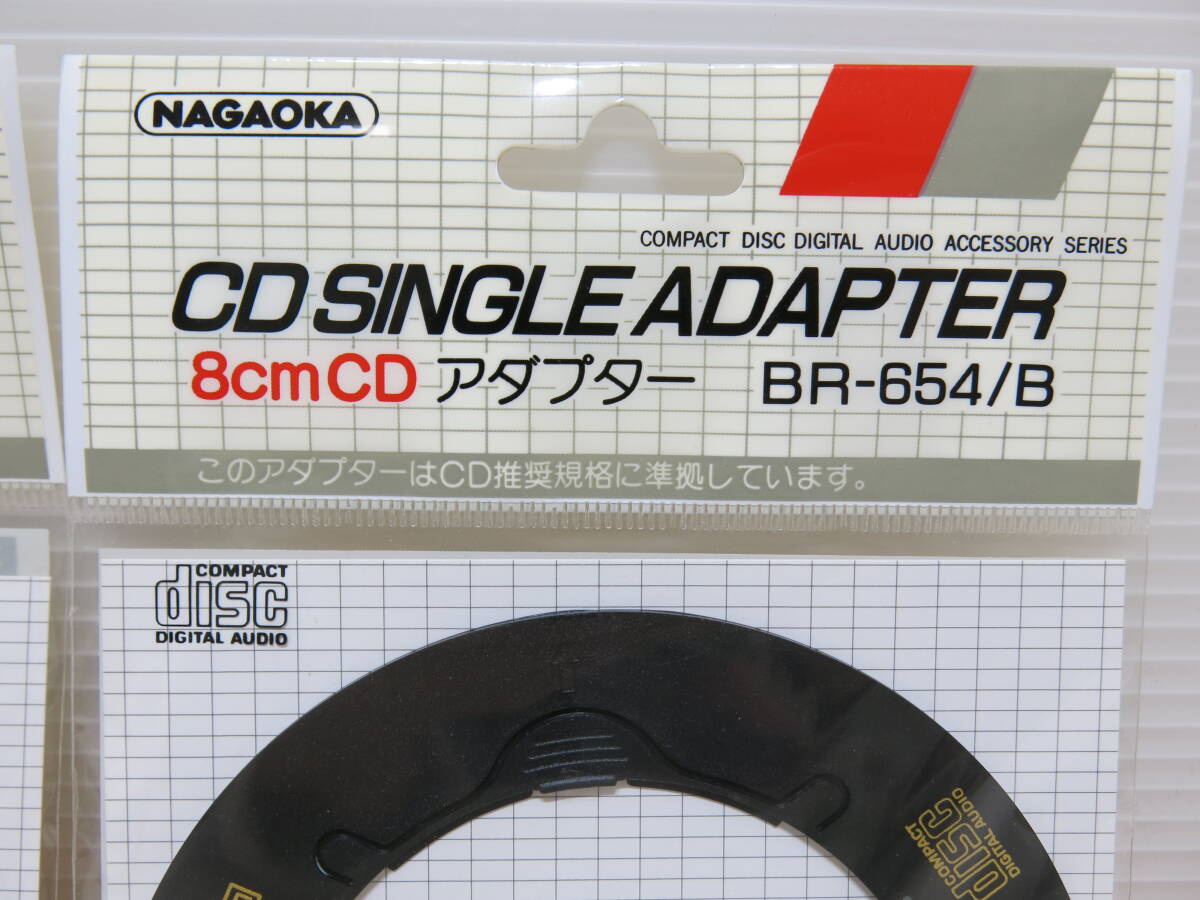 NAGAOKA
COMPACT DISC DIGITAL AUDIO ACCESSORY SERIES
CD SINGLE ADAPTER
8cmCD アダプター BR-654/B
このアダプターはCD推奨規格に準拠しています。
COMPACT
disc
DIGITAL AUDIO
COMPACT
disc
DIGITAL AUDIO